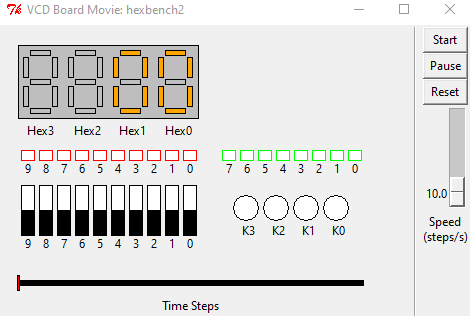 VCD Board Movie: hexbench2
Start
Pause
Reset
00
Hex3 Hex2 Hex1 Hex0
9 8 7 6 5 4 3 2 1 0
7 6 5 4 3 2 1 0
10.0
Speed
(steps/s)
K3 K2 K1 K0
9 8 7 6 5 4 3 2 1 0
Time Steps